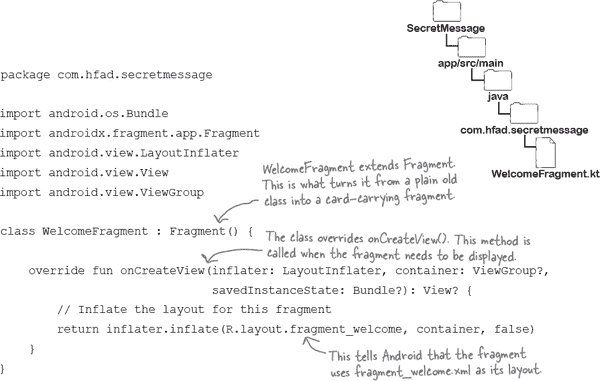 SecretMessage
app/src/main
java
com.hfad.secretmessage
WelcomeFragment.kt
package com.hfad.secretmessage
import android.os.Bundle
import androidx.fragment.app.Fragment
import android.view.LayoutInflater
import android.view.View
import android.view.ViewGroup
WelcomeFragment extends Fragment.
This is what turns it from a plain old
class into a card-carrying fragment.
class WelcomeFragment : Fragment() {
The class overrides onCreateView(). This method is
called when the fragment needs to be displayed.
override fun onCreateView(inflater: LayoutInflater, container: ViewGroup?,
savedInstanceState: Bundle?): View? {
// Inflate the layout for this fragment
return inflater.inflate(R.layout.fragment_welcome, container, false)
}
This tells Android that the fragment
uses fragment_welcome.xml as its layout.
}